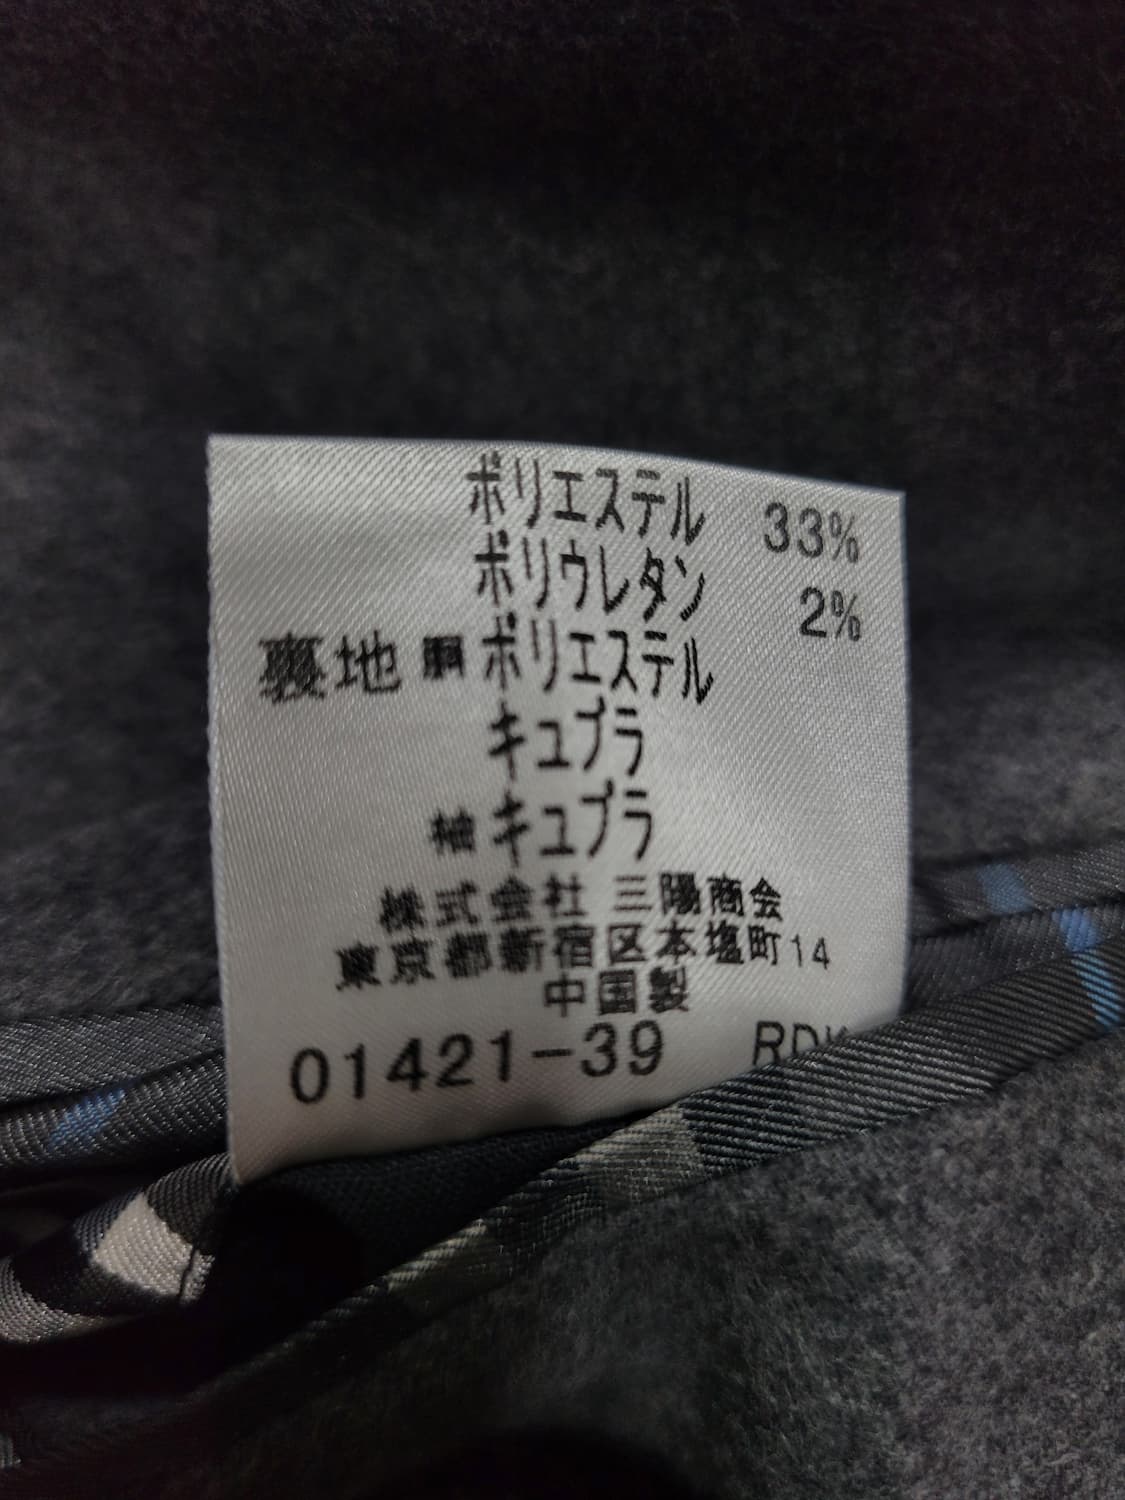 ポリエステル 33%
ポリウレタン 2%
裏地 胴 ポリエステル
キュプラ
袖 キュプラ
株式会社 三陽商会
東京都新宿区本塩町14
中国製
01421-39